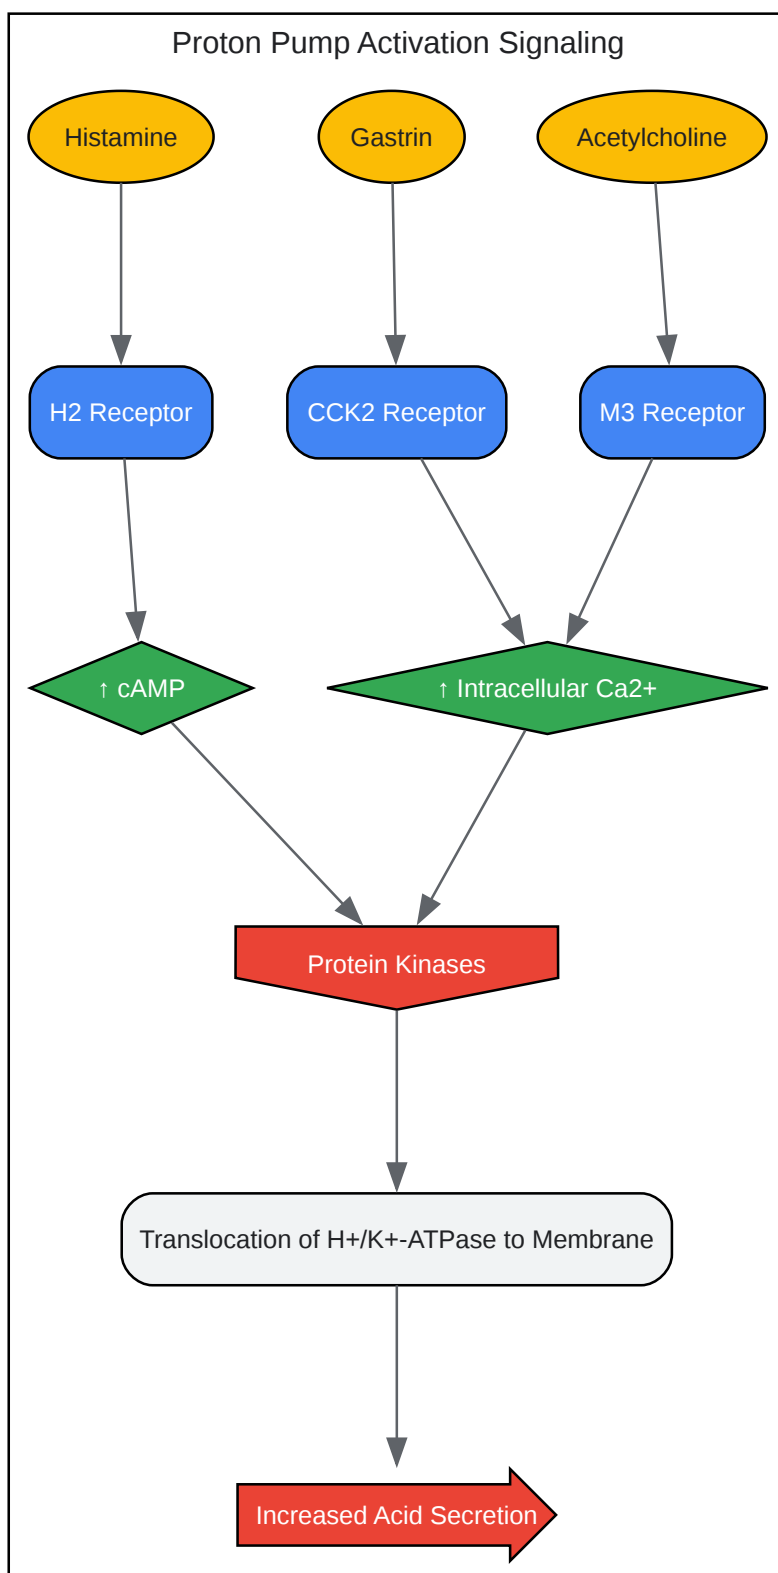 Proton Pump Activation Signaling
Histamine
Gastrin
Acetylcholine
H2 Receptor
CCK2 Receptor
M3 Receptor
↑ cAMP
↑ Intracellular Ca2+
Protein Kinases
Translocation of H+/K+-ATPase to Membrane
Increased Acid Secretion